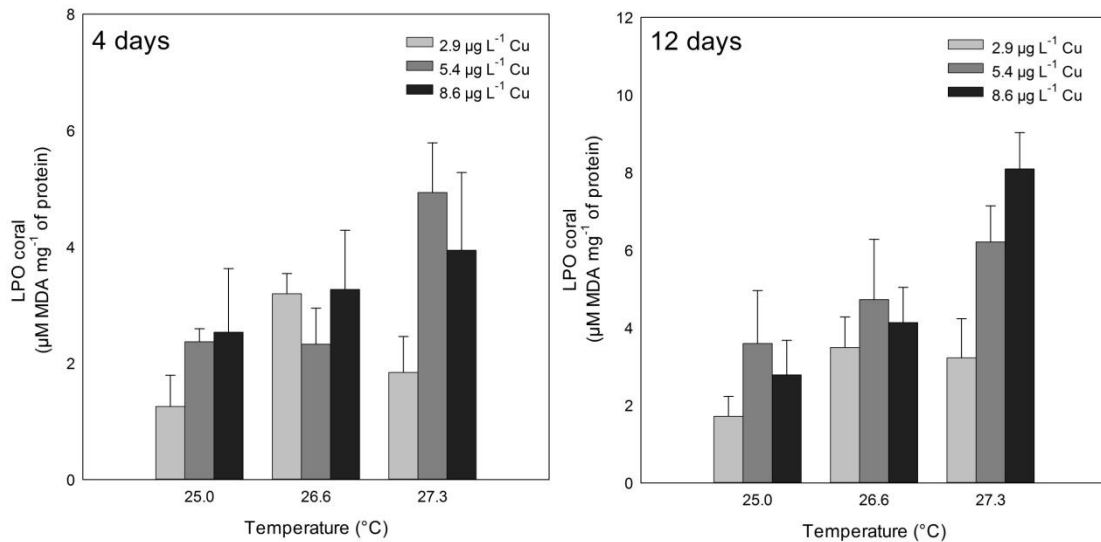 4 days
2.9 µg L⁻¹ Cu
5.4 µg L⁻¹ Cu
8.6 µg L⁻¹ Cu
8
6
4
2
0
LPO coral
(µM MDA mg⁻¹ of protein)
25.0 26.6 27.3
Temperature (°C)
12 days
2.9 µg L⁻¹ Cu
5.4 µg L⁻¹ Cu
8.6 µg L⁻¹ Cu
12
10
8
6
4
2
0
LPO coral
(µM MDA mg⁻¹ of protein)
25.0 26.6 27.3
Temperature (°C)